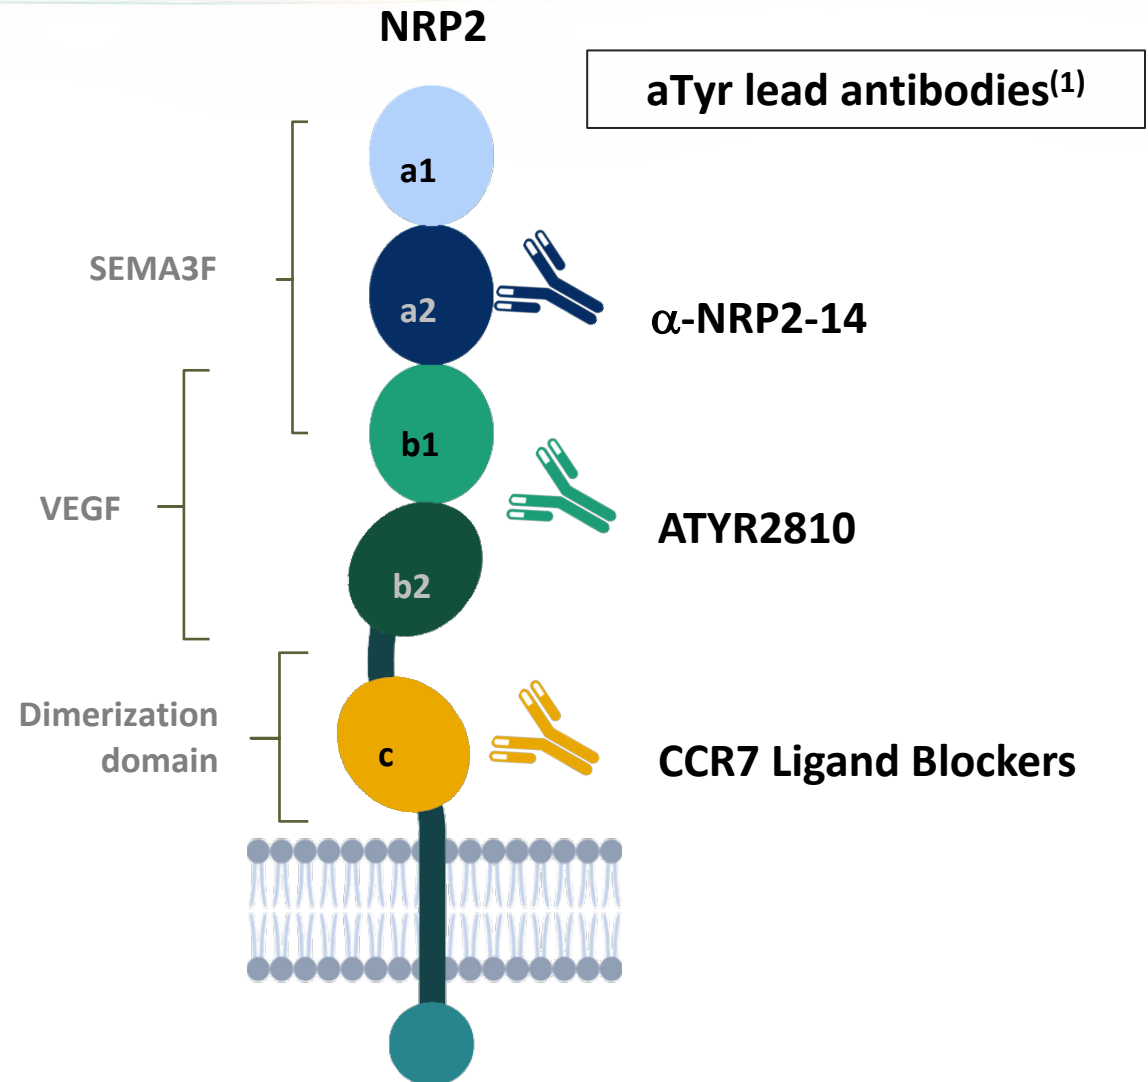 NRP2
aTyr lead antibodies(1)
a1
SEMA3F
a2
α-NRP2-14
b1
VEGF
ATYR2810
b2
Dimerization
domain
c
CCR7 Ligand Blockers